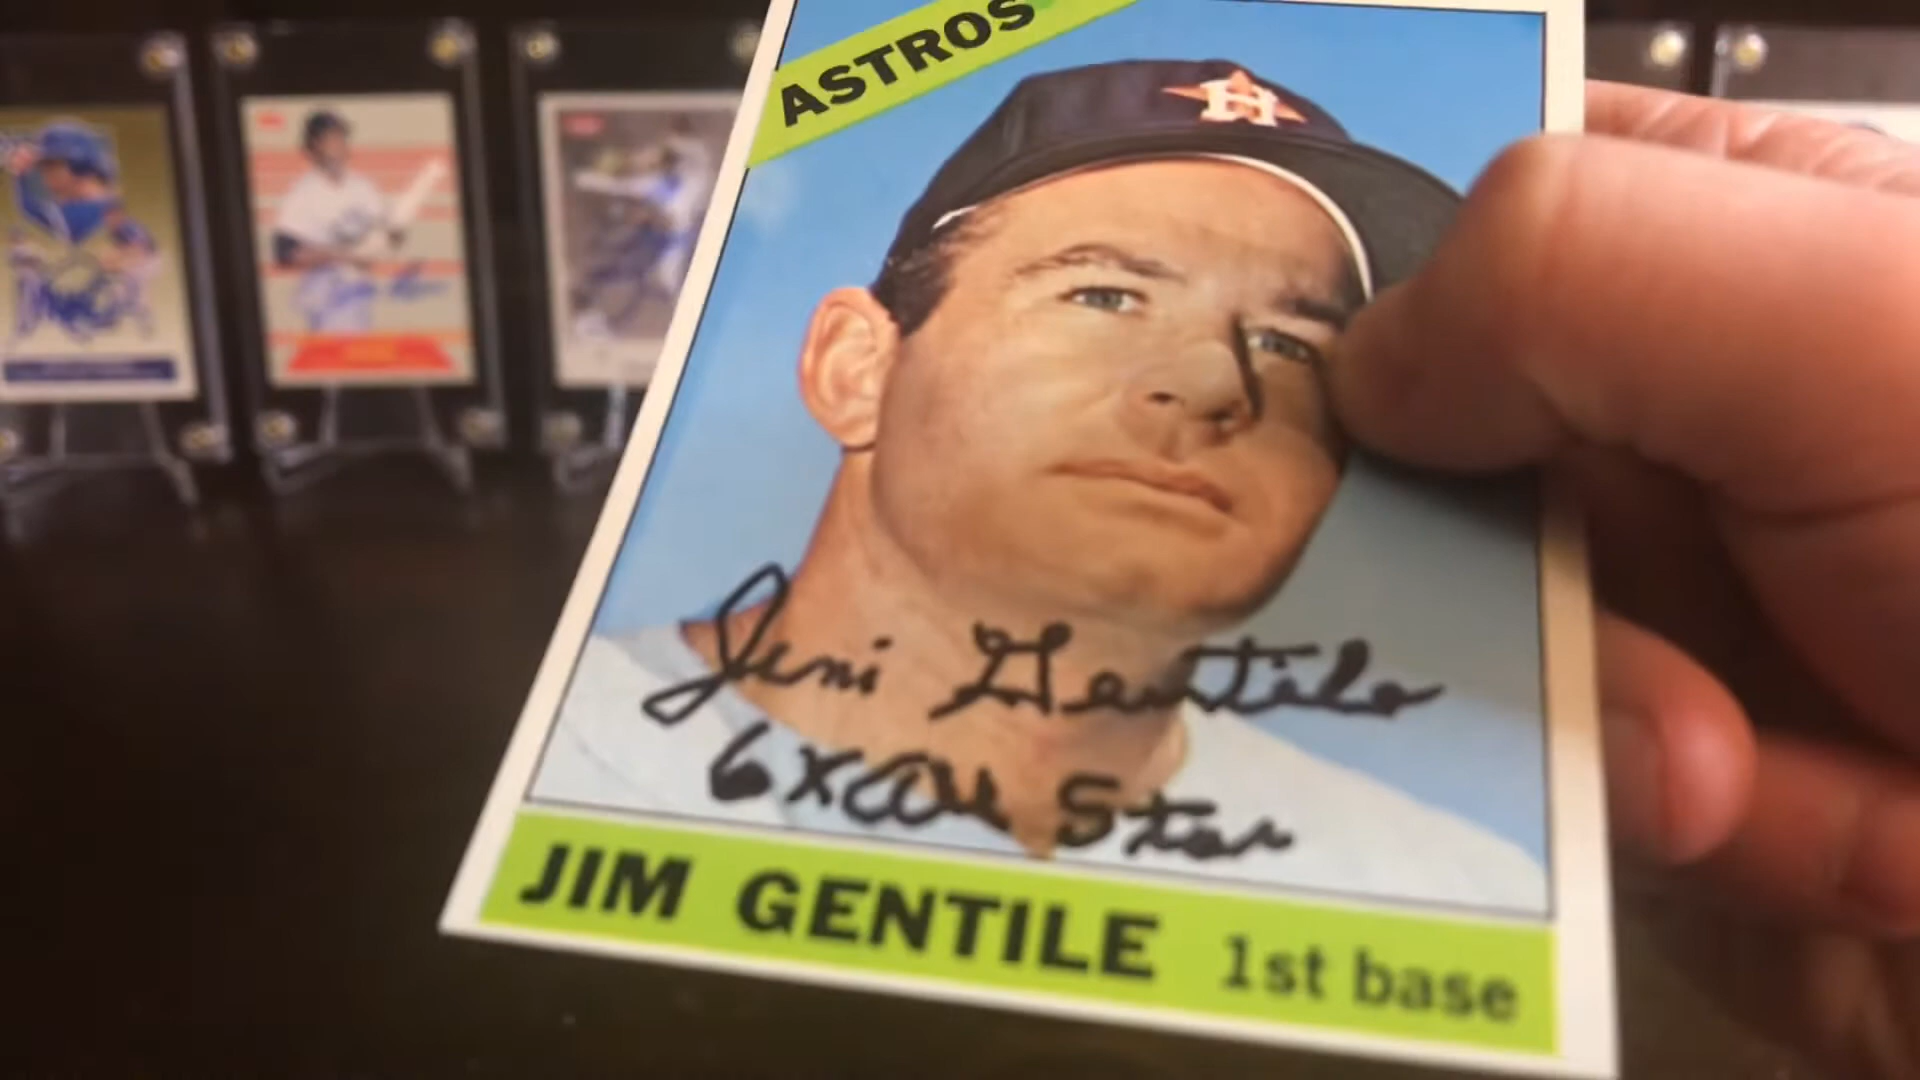 ASTROS
H
Jim Gentile
6x All Star
JIM GENTILE 1st base